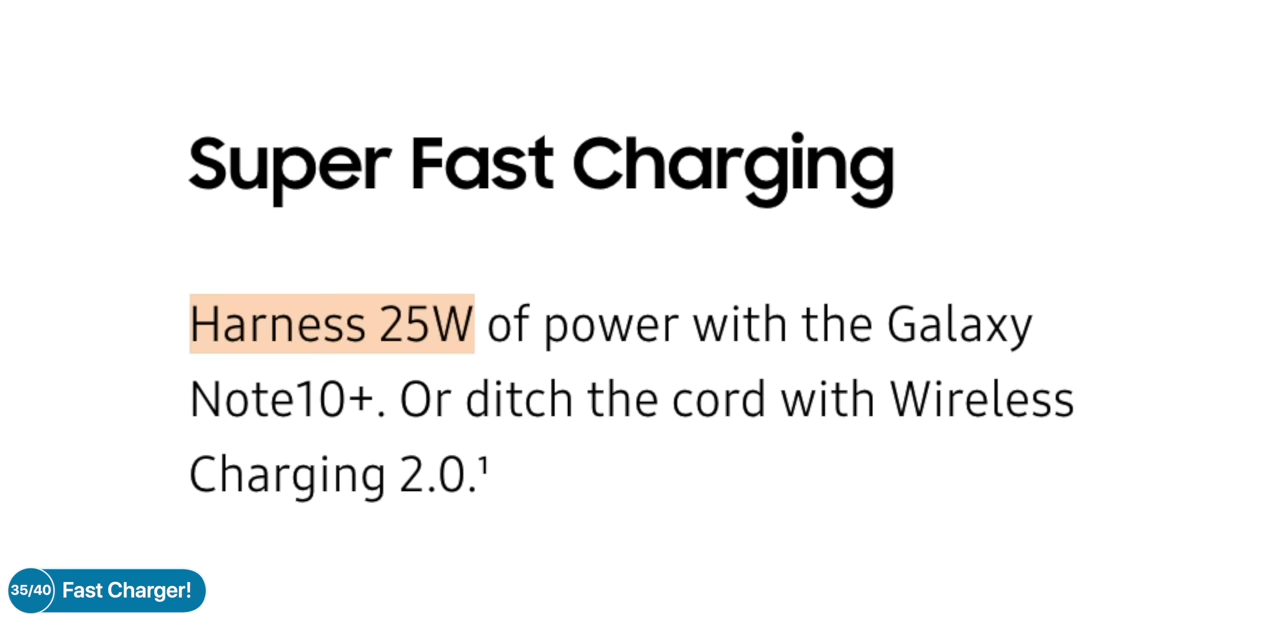 Super Fast Charging
Harness 25W of power with the Galaxy
Note10+. Or ditch the cord with Wireless
Charging 2.0.¹
35/40 Fast Charger!